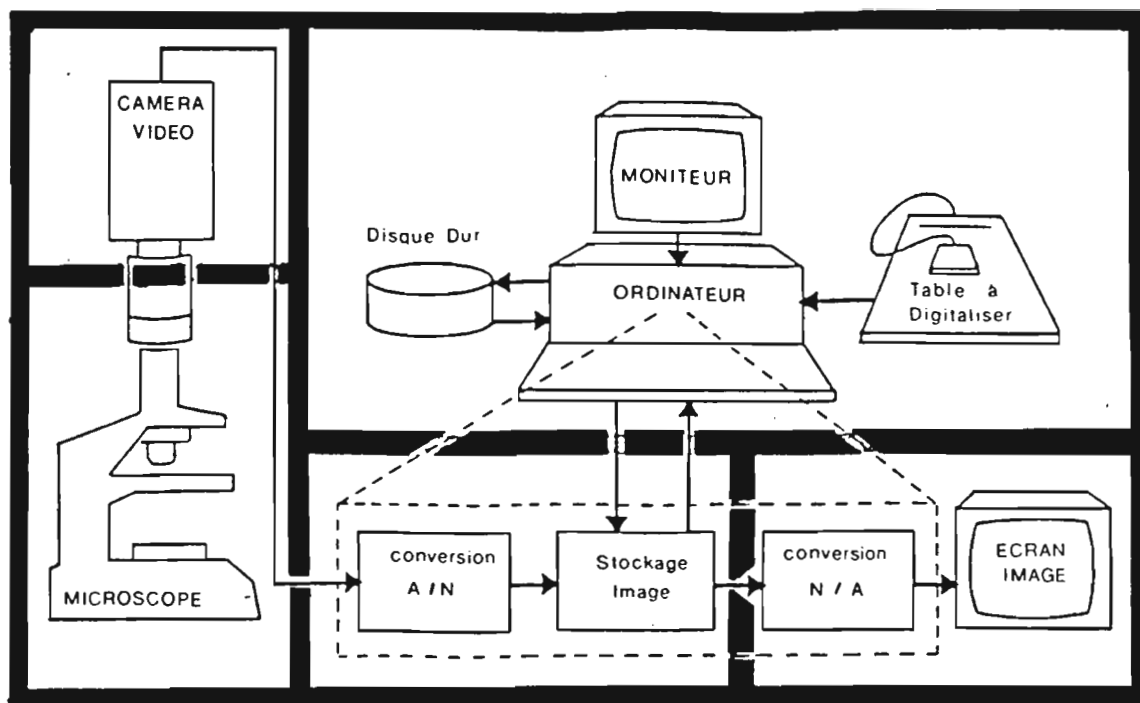 CAMERA
VIDEO
MICROSCOPE
MONITEUR
Disque Dur
ORDINATEUR
Table à
Digitaliser
conversion
A / N
Stockage
Image
conversion
N / A
ECRAN
IMAGE